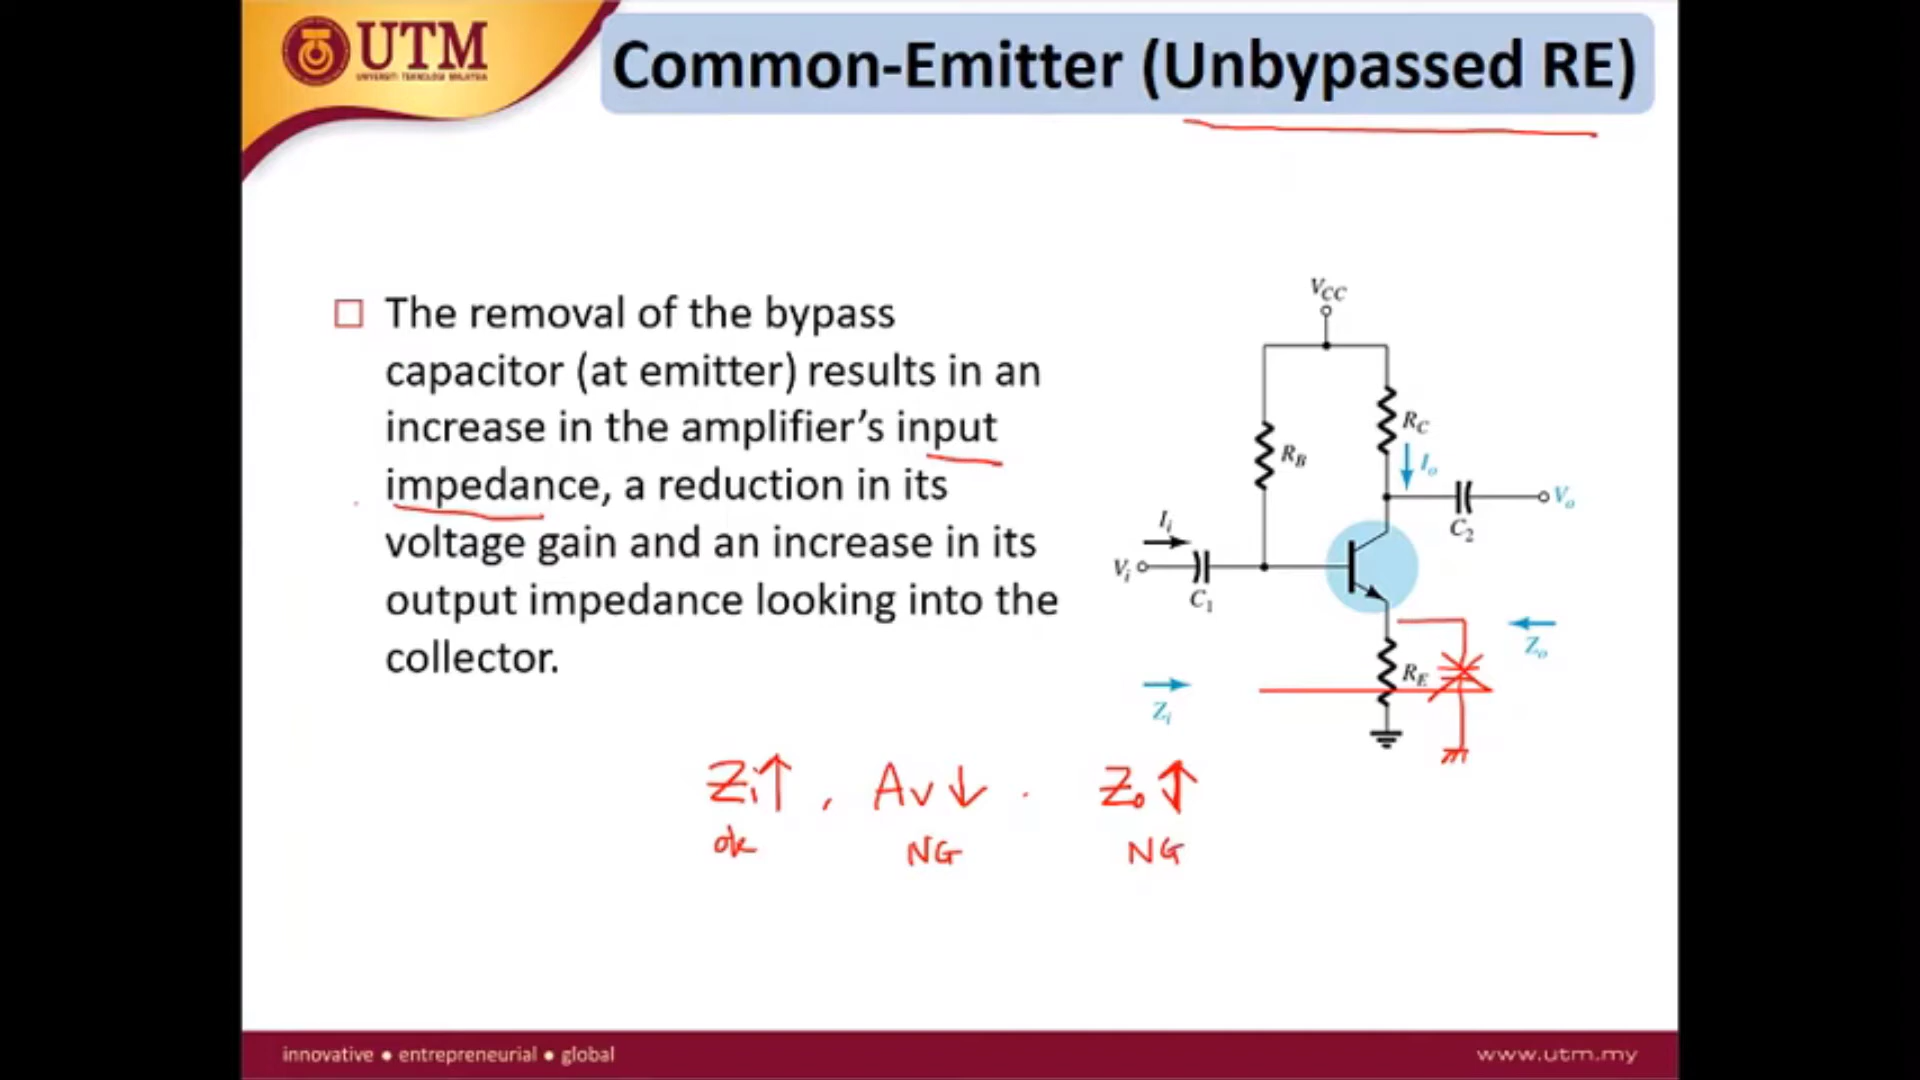 UTM
UNIVERSITI TEKNOLOGI MALAYSIA
Common-Emitter (Unbypassed RE)
The removal of the bypass
capacitor (at emitter) results in an
increase in the amplifier’s input
impedance, a reduction in its
voltage gain and an increase in its
output impedance looking into the
collector.
VCC
RC
RB
Io
Vo
C2
Ii
Vi
C1
Zo
RE
Zi
Zi↑, Av↓. Zo↑
ok NG NG
innovative ● entrepreneurial ● global
www.utm.my